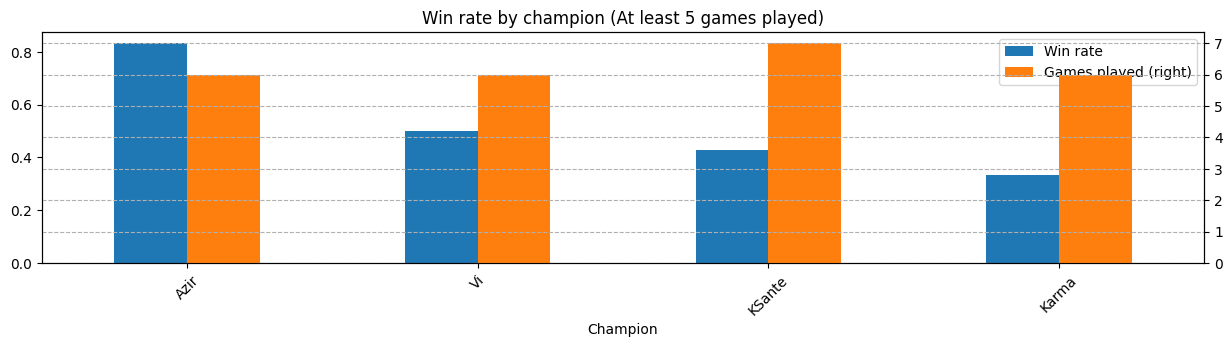 Win rate by champion (At least 5 games played)
Win rate
Games played (right)
0.8
0.6
0.4
0.2
0.0
7
6
5
4
3
2
1
0
Azir
Vi
KSante
Karma
Champion